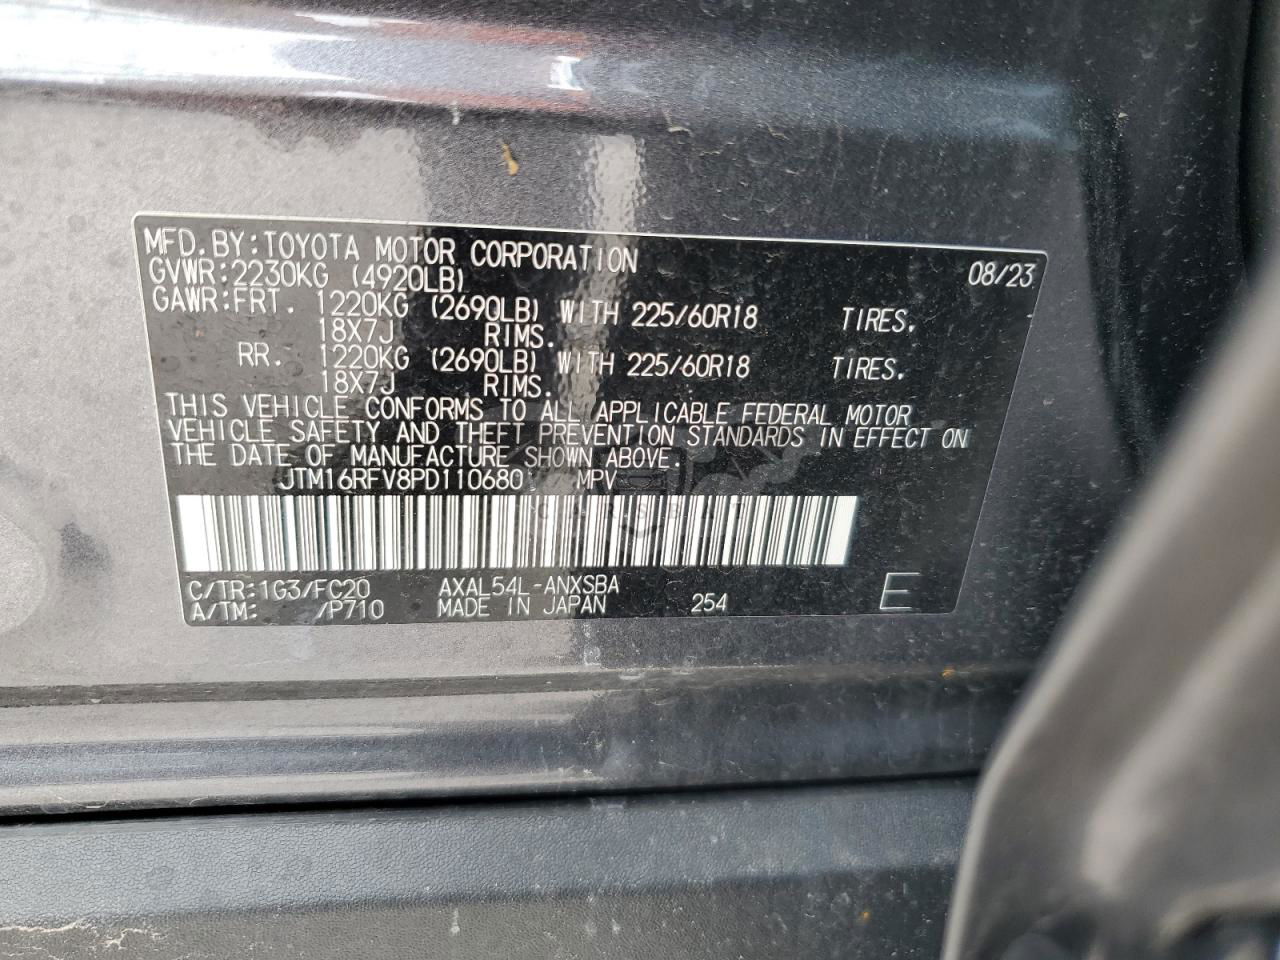 MFD.BY:TOYOTA MOTOR CORPORATION 08/23
GVWR:2230KG (4920LB)
GAWR:FRT. 1220KG (2690LB) WITH 225/60R18 TIRES.
18X7J RIMS.
RR. 1220KG (2690LB) WITH 225/60R18 TIRES.
18X7J RIMS.
THIS VEHICLE CONFORMS TO ALL APPLICABLE FEDERAL MOTOR
VEHICLE SAFETY AND THEFT PREVENTION STANDARDS IN EFFECT ON
THE DATE OF MANUFACTURE SHOWN ABOVE.
JTM16RFV8PD110680 MPV
C/TR:1G3/FC20 AXAL54L-ANXSBA
A/TM: /P710 MADE IN JAPAN 254 E